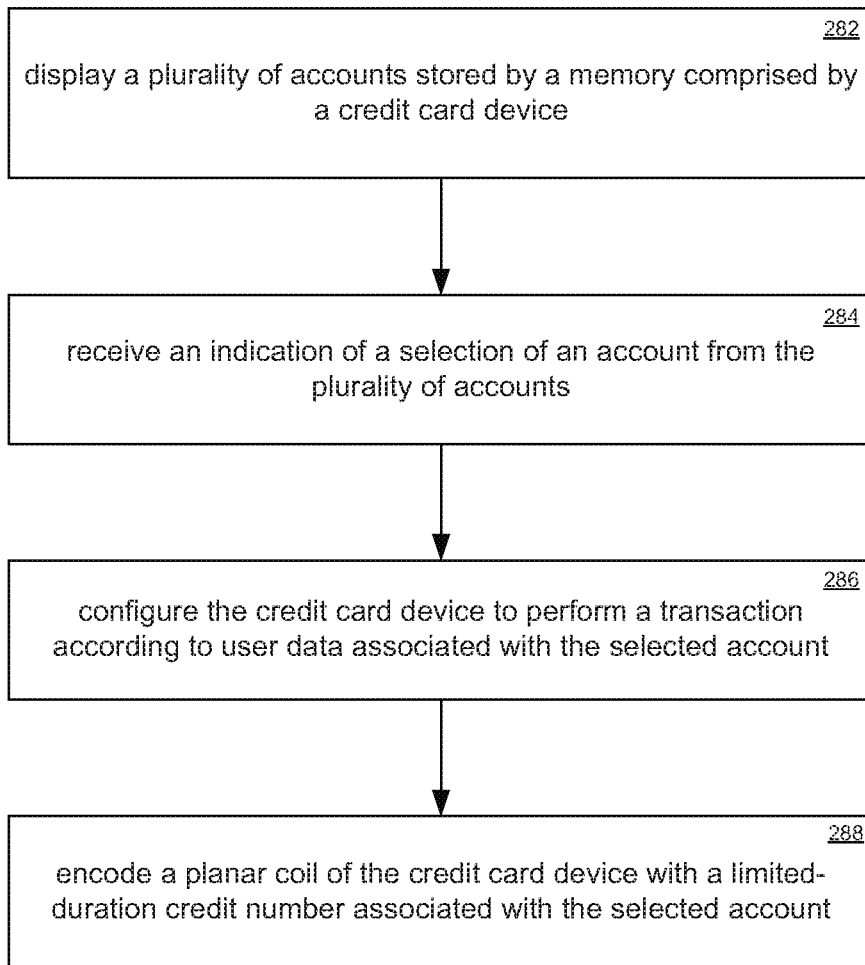 282
display a plurality of accounts stored by a memory comprised by
a credit card device
284
receive an indication of a selection of an account from the
plurality of accounts
286
configure the credit card device to perform a transaction
according to user data associated with the selected account
288
encode a planar coil of the credit card device with a limited-
duration credit number associated with the selected account